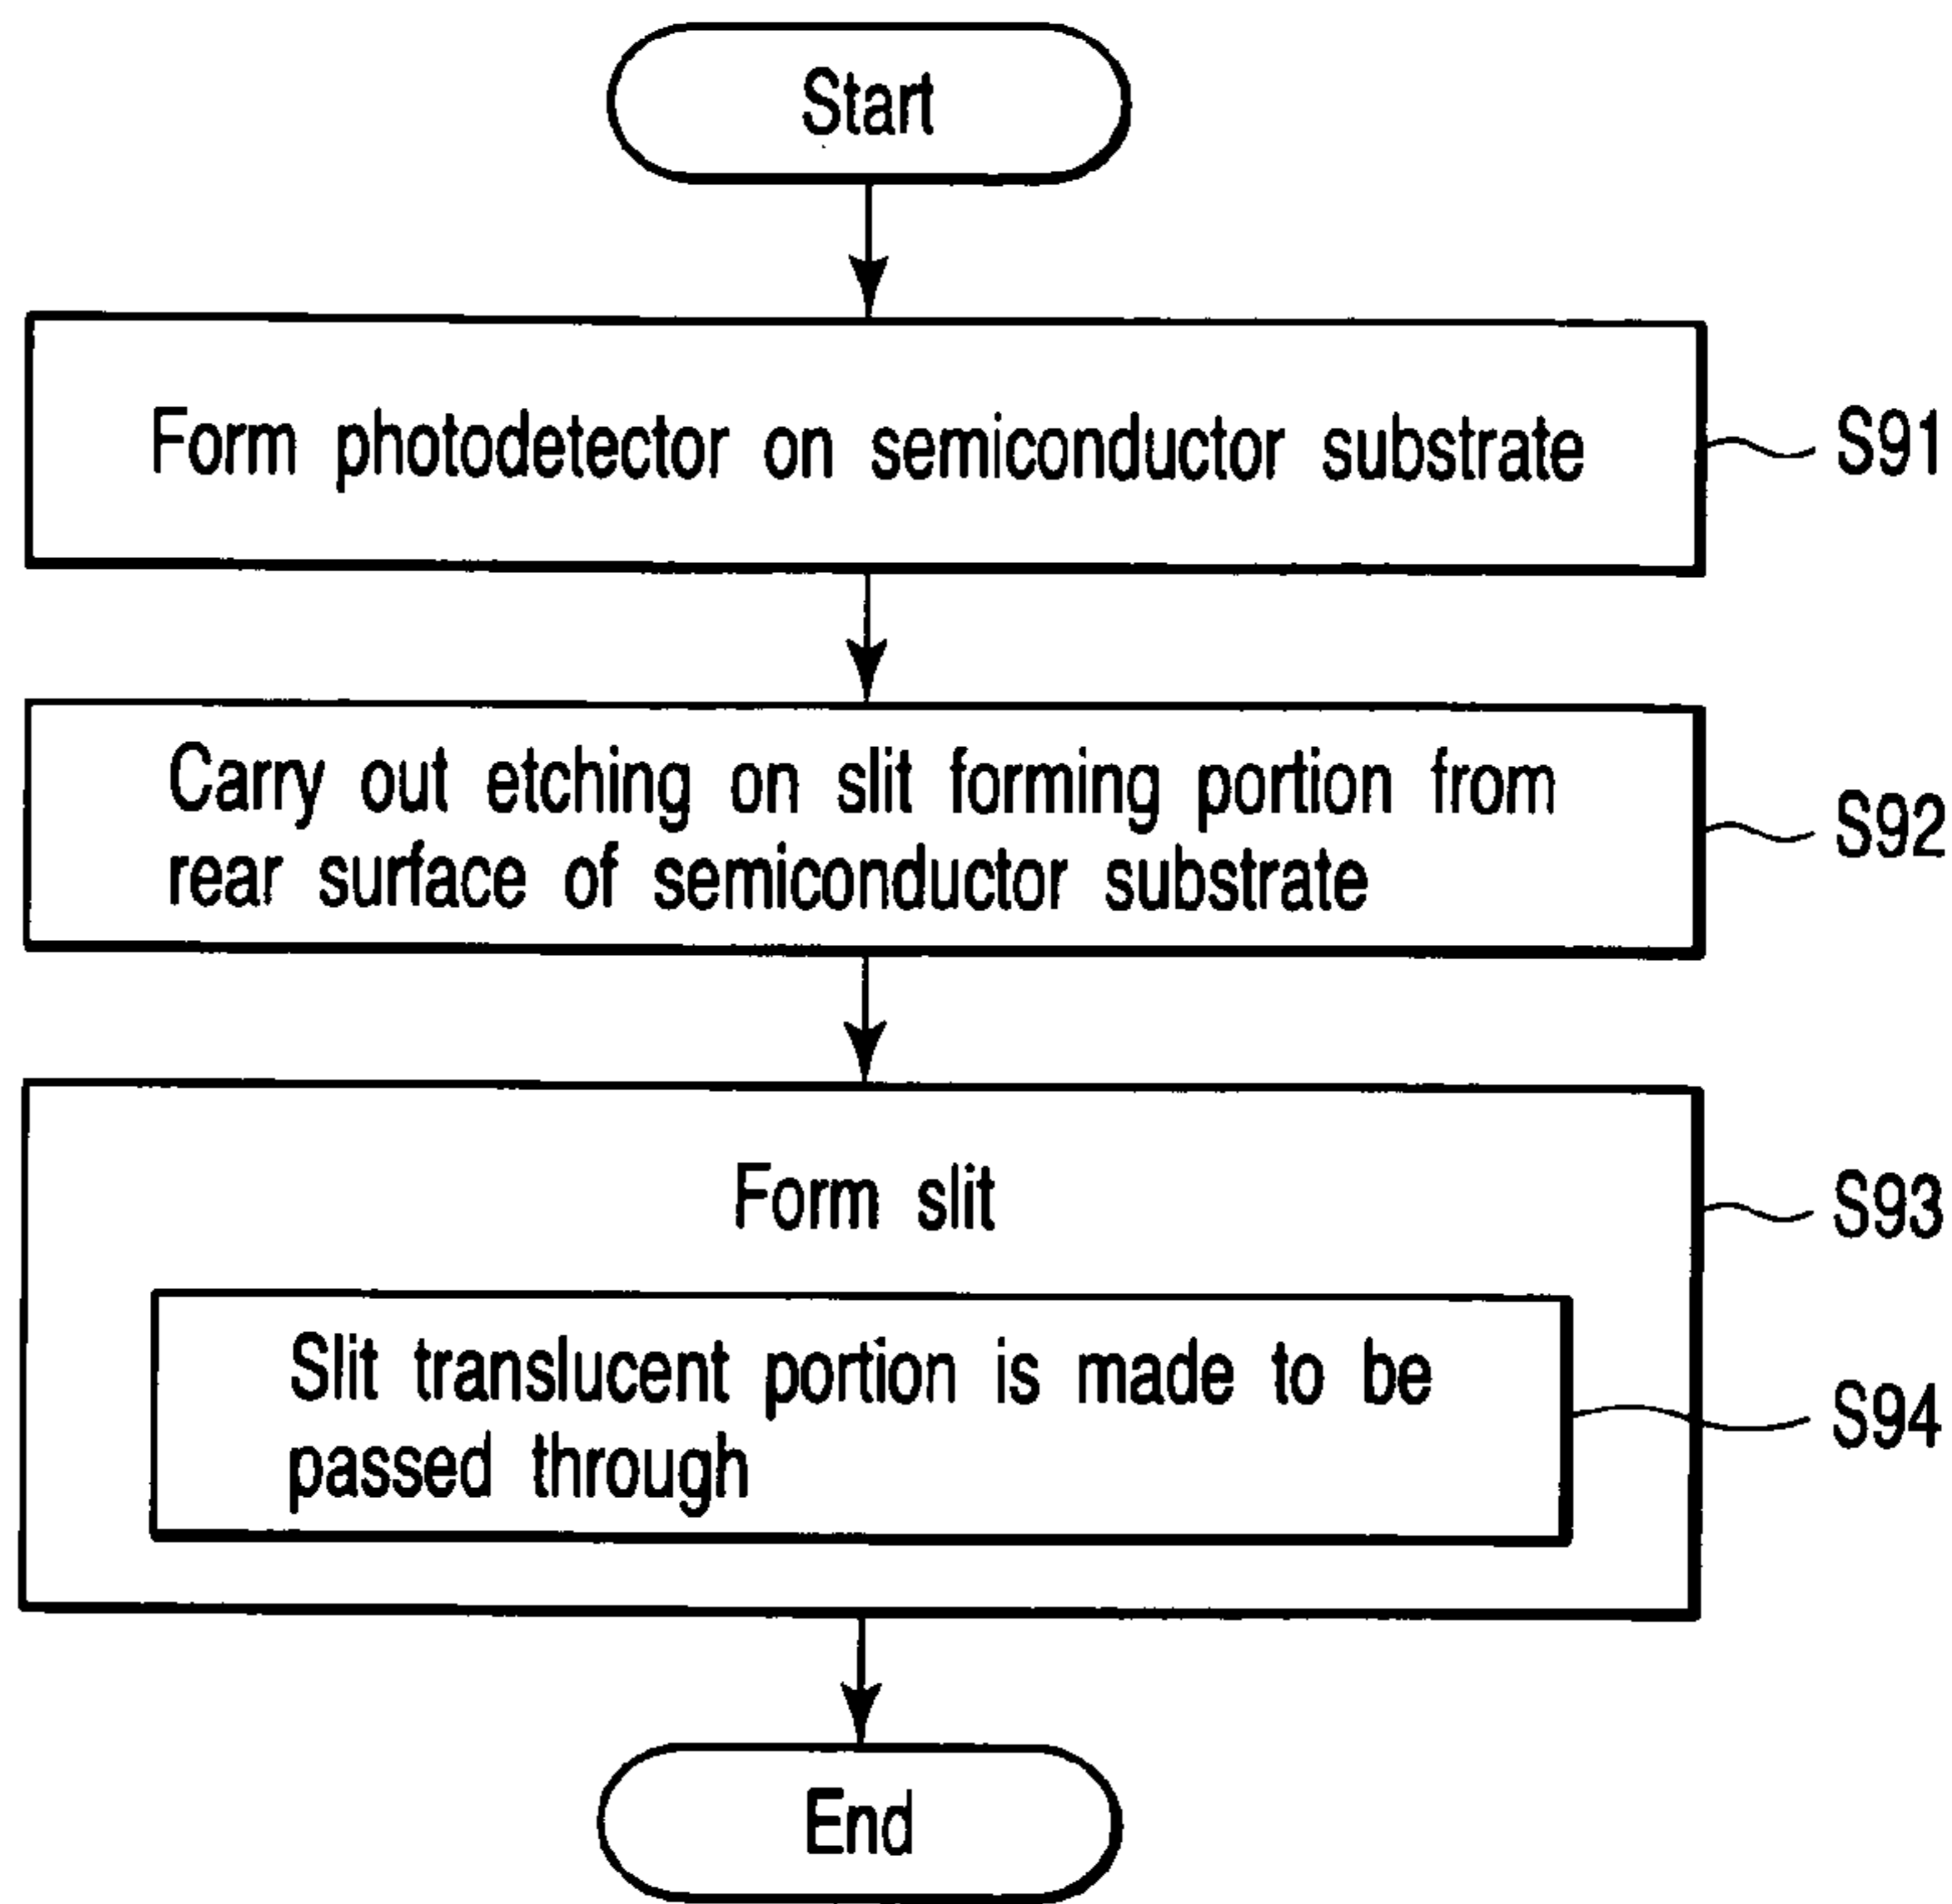 Start
Form photodetector on semiconductor substrate
S91
Carry out etching on slit forming portion from
rear surface of semiconductor substrate
S92
Form slit
S93
Slit translucent portion is made to be
passed through
S94
End